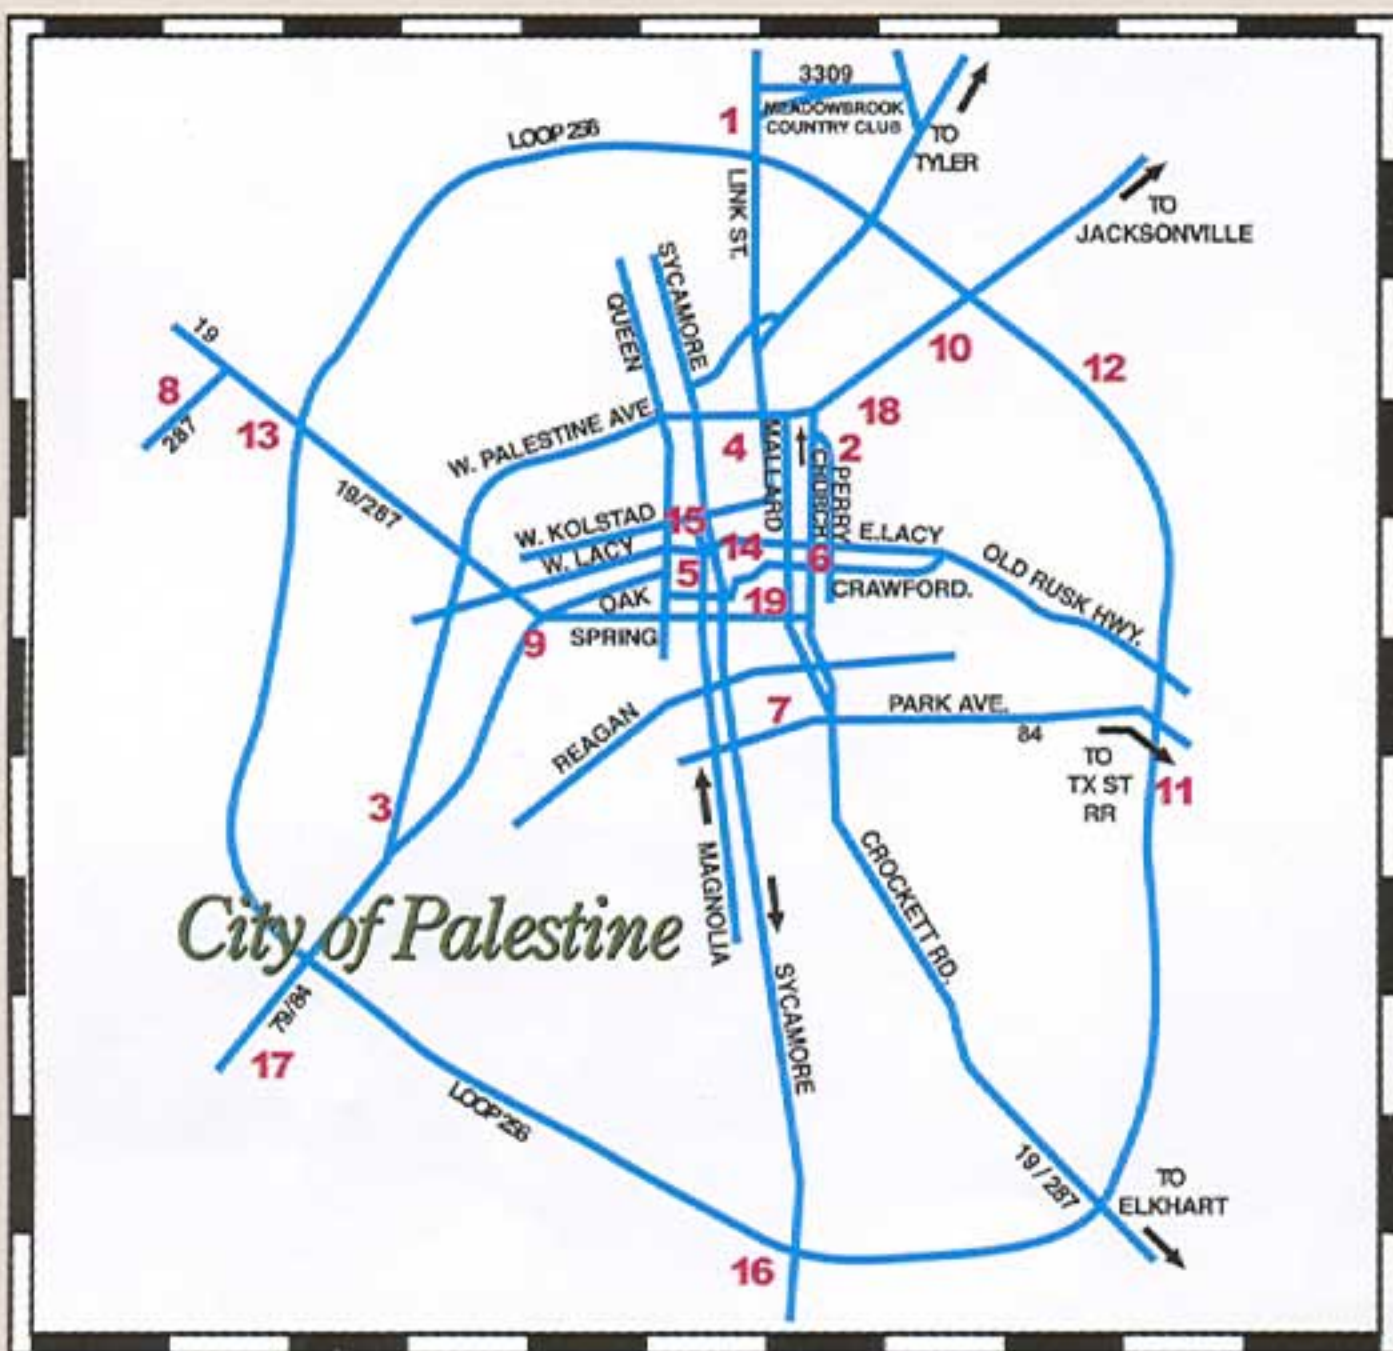 3309
MEADOWBROOK
COUNTRY CLUB
1
TO
TYLER
LOOP 256
LINK ST.
TO
JACKSONVILLE
SYCAMORE
QUEEN
19
8
287
13
10
12
18
W. PALESTINE AVE
4
MALLARD
CHURCH
2
PERRY
19/287
W. KOLSTAD
15
W. LACY
14
E.LACY
OLD RUSK HWY.
5
6
OAK
19
CRAWFORD.
9
SPRING
7
REAGAN
PARK AVE.
84
TO
TX ST
RR
11
3
MAGNOLIA
CROCKETT RD.
City of Palestine
79/84
17
SYCAMORE
LOOP 256
19 / 287
TO
ELKHART
16